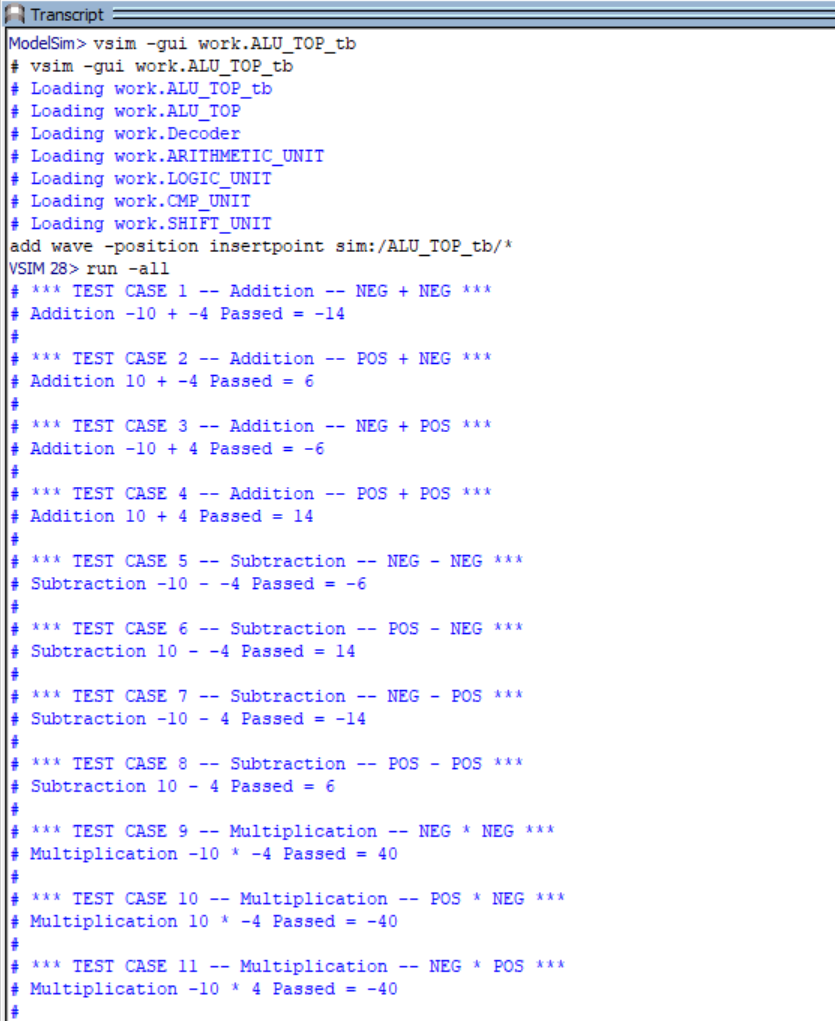 Transcript
ModelSim> vsim -gui work.ALU_TOP_tb
# vsim -gui work.ALU_TOP_tb
# Loading work.ALU_TOP_tb
# Loading work.ALU_TOP
# Loading work.Decoder
# Loading work.ARITHMETIC_UNIT
# Loading work.LOGIC_UNIT
# Loading work.CMP_UNIT
# Loading work.SHIFT_UNIT
add wave -position insertpoint sim:/ALU_TOP_tb/*
VSIM 28> run -all
# *** TEST CASE 1 -- Addition -- NEG + NEG ***
# Addition -10 + -4 Passed = -14
#
# *** TEST CASE 2 -- Addition -- POS + NEG ***
# Addition 10 + -4 Passed = 6
#
# *** TEST CASE 3 -- Addition -- NEG + POS ***
# Addition -10 + 4 Passed = -6
#
# *** TEST CASE 4 -- Addition -- POS + POS ***
# Addition 10 + 4 Passed = 14
#
# *** TEST CASE 5 -- Subtraction -- NEG - NEG ***
# Subtraction -10 - -4 Passed = -6
#
# *** TEST CASE 6 -- Subtraction -- POS - NEG ***
# Subtraction 10 - -4 Passed = 14
#
# *** TEST CASE 7 -- Subtraction -- NEG - POS ***
# Subtraction -10 - 4 Passed = -14
#
# *** TEST CASE 8 -- Subtraction -- POS - POS ***
# Subtraction 10 - 4 Passed = 6
#
# *** TEST CASE 9 -- Multiplication -- NEG * NEG ***
# Multiplication -10 * -4 Passed = 40
#
# *** TEST CASE 10 -- Multiplication -- POS * NEG ***
# Multiplication 10 * -4 Passed = -40
#
# *** TEST CASE 11 -- Multiplication -- NEG * POS ***
# Multiplication -10 * 4 Passed = -40
#